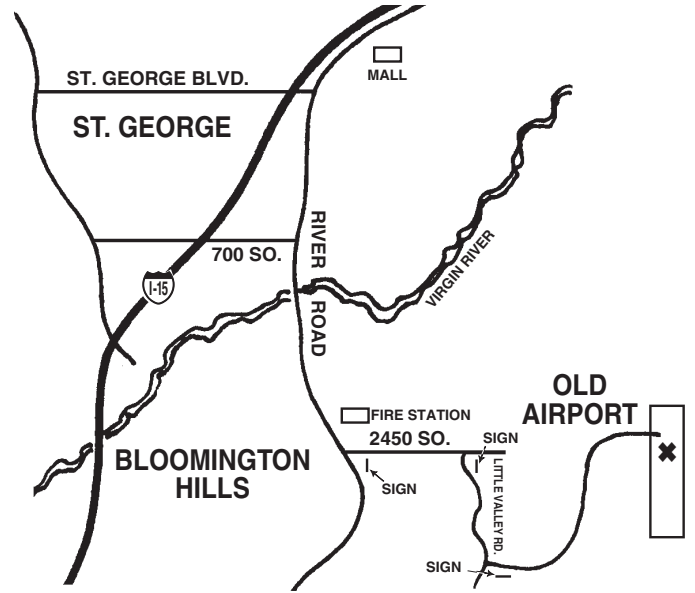 MALL
ST. GEORGE BLVD.
ST. GEORGE
RIVER ROAD
700 SO.
I-15
VIRGIN RIVER
OLD
AIRPORT
FIRE STATION
2450 SO.
SIGN
BLOOMINGTON
HILLS
SIGN
LITTLE VALLEY RD.
SIGN